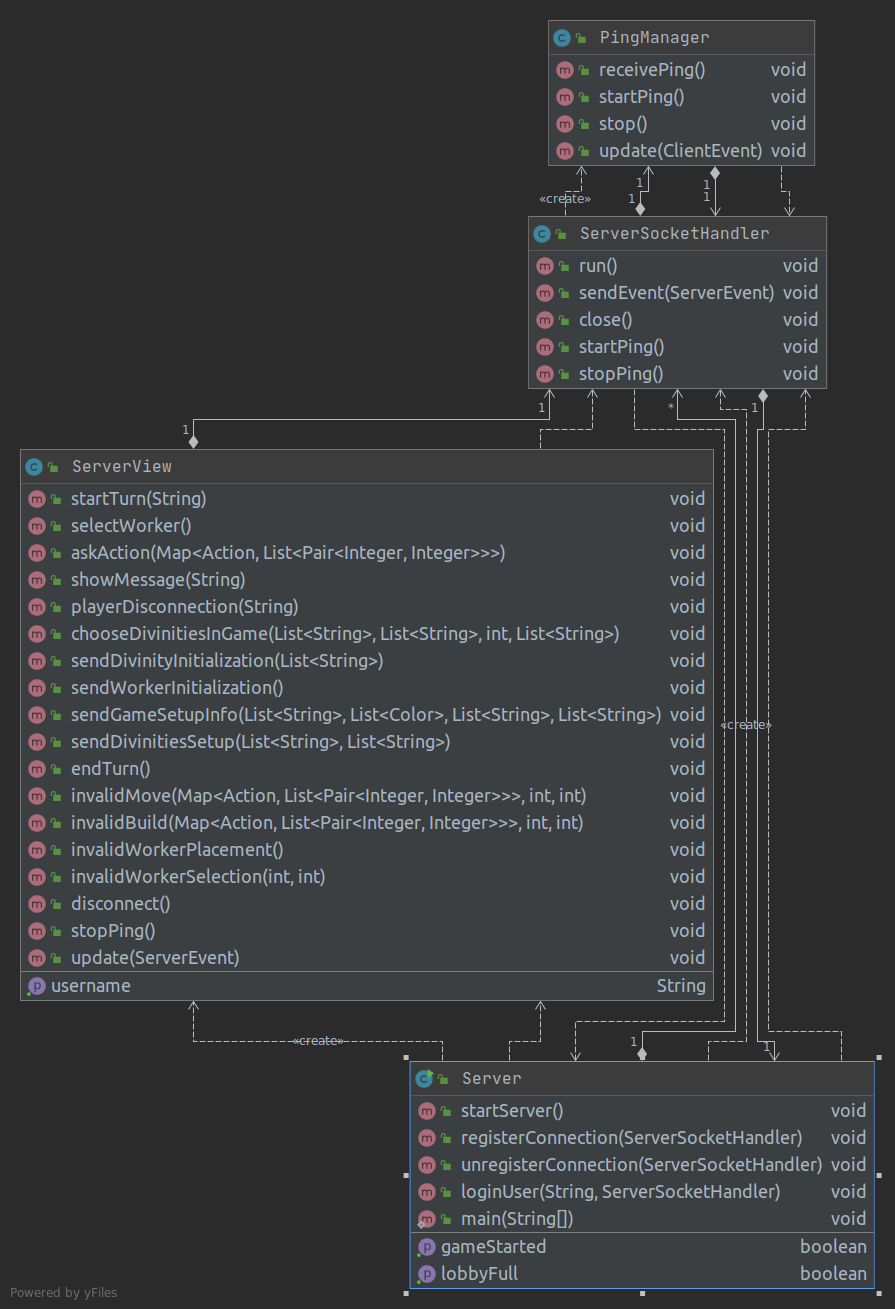 PingManager
receivePing() void
startPing() void
stop() void
update(ClientEvent) void
1
1
«create»
1
1
ServerSocketHandler
run() void
sendEvent(ServerEvent) void
close() void
startPing() void
stopPing() void
1
*
1
1
ServerView
startTurn(String) void
selectWorker() void
askAction(Map<Action, List<Pair<Integer, Integer>>>) void
showMessage(String) void
playerDisconnection(String) void
chooseDivinitiesInGame(List<String>, List<String>, int, List<String>) void
sendDivinityInitialization(List<String>) void
sendWorkerInitialization() void
sendGameSetupInfo(List<String>, List<Color>, List<String>, List<String>) void
«create»
sendDivinitiesSetup(List<String>, List<String>) void
endTurn() void
invalidMove(Map<Action, List<Pair<Integer, Integer>>>, int, int) void
invalidBuild(Map<Action, List<Pair<Integer, Integer>>>, int, int) void
invalidWorkerPlacement() void
invalidWorkerSelection(int, int) void
disconnect() void
stopPing() void
update(ServerEvent) void
username String
«create»
1
1
Server
startServer() void
registerConnection(ServerSocketHandler) void
unregisterConnection(ServerSocketHandler) void
loginUser(String, ServerSocketHandler) void
main(String[]) void
gameStarted boolean
lobbyFull boolean
Powered by yFiles